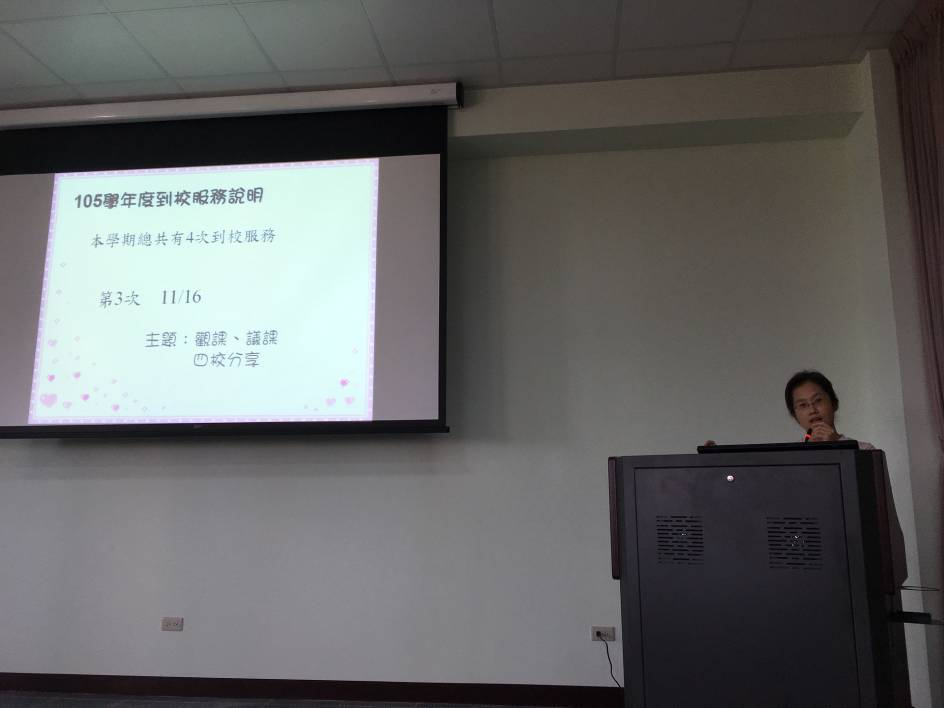 105學年度到校服務說明
本學期總共有4次到校服務
第3次 11/16
主題：觀課、議課
四校分享